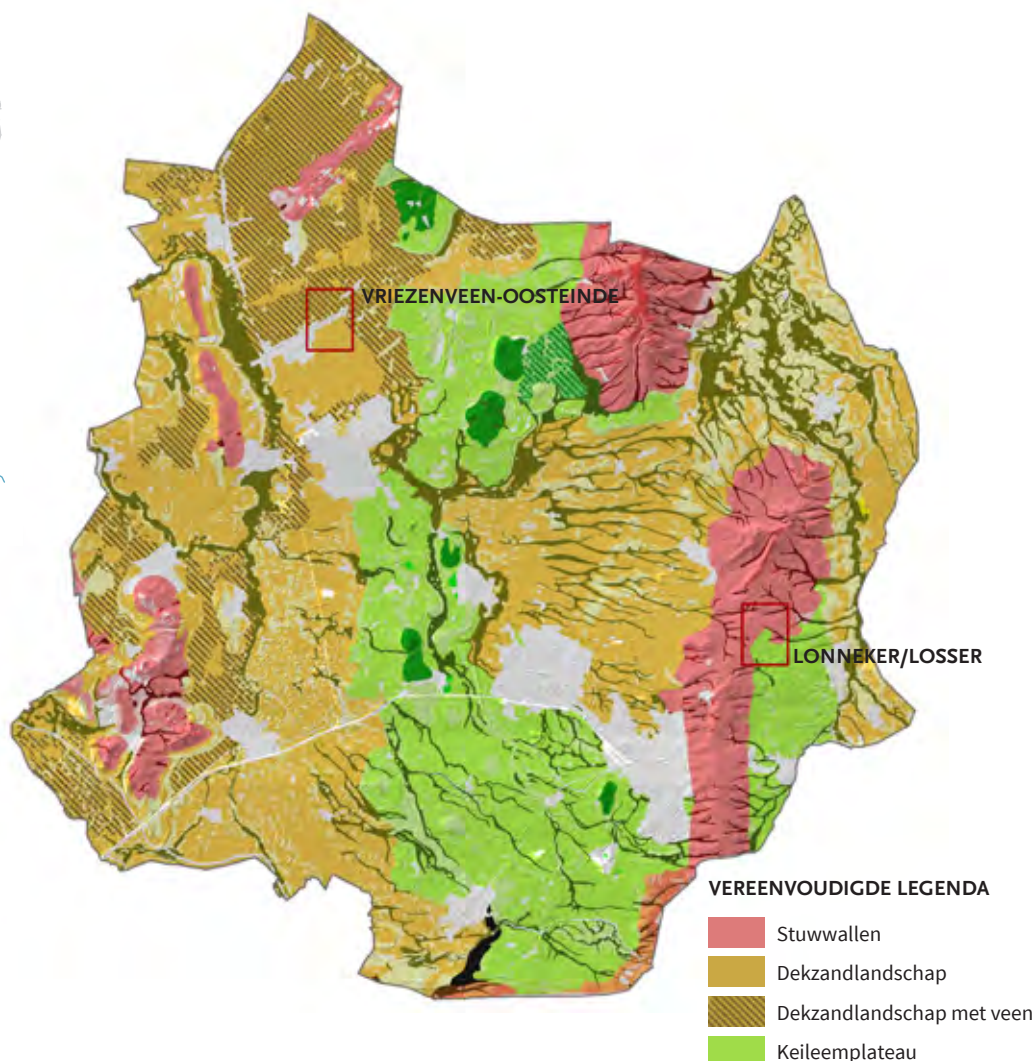 VRIEZENVEEN-OOSTEINDE
LONNEKER/LOSSER
VEREENVOUDIGDE LEGENDA
Stuwwallen
Dekzandlandschap
Dekzandlandschap met veen
Keileemplateau